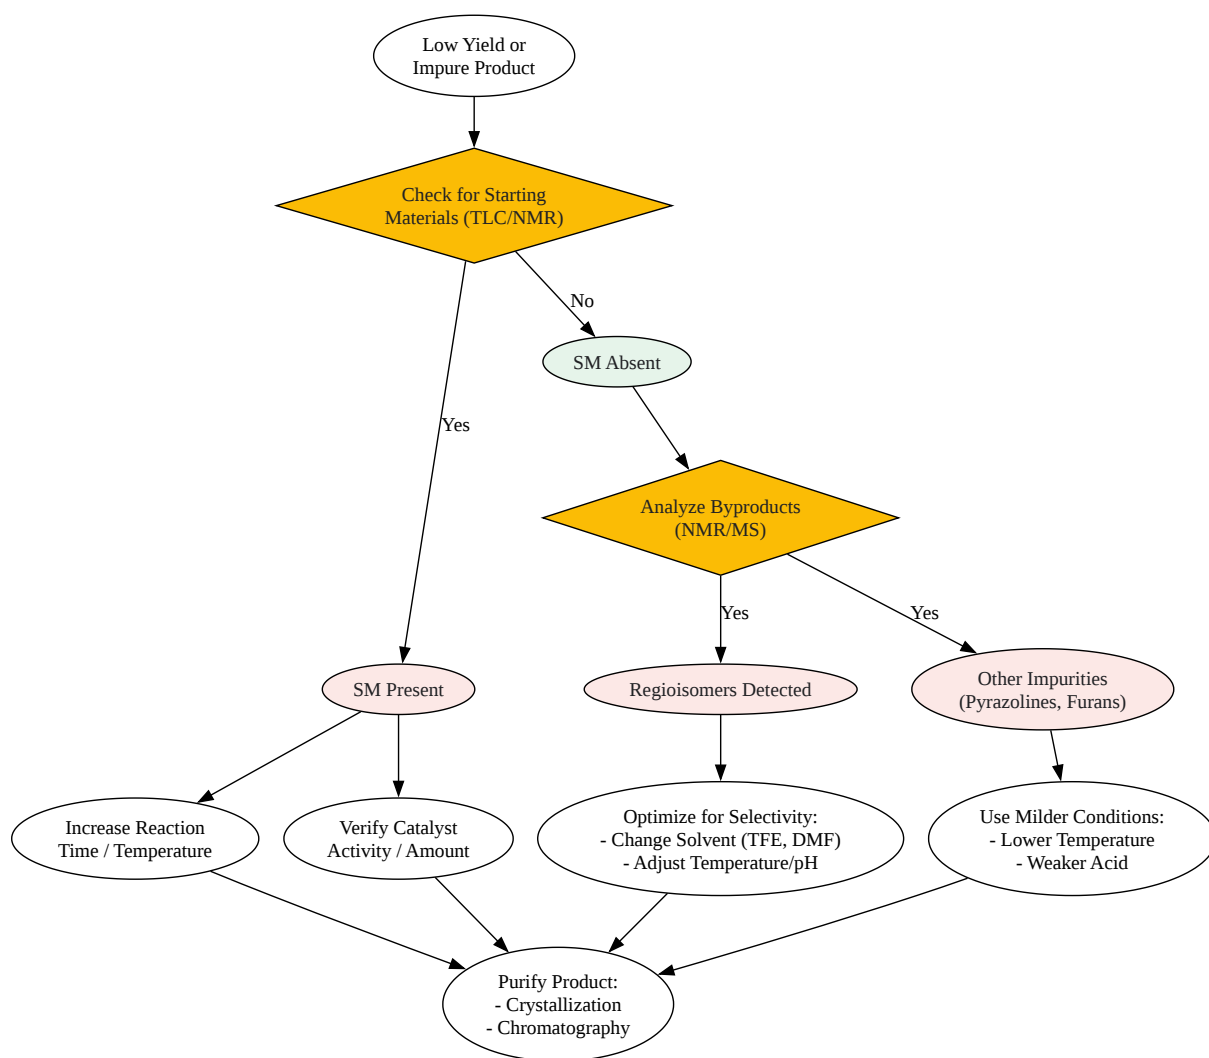 Low Yield or
Impure Product
Check for Starting
Materials (TLC/NMR)
No
SM Absent
Yes
Analyze Byproducts
(NMR/MS)
Yes
Yes
SM Present
Regioisomers Detected
Other Impurities
(Pyrazolines, Furans)
Increase Reaction
Time / Temperature
Verify Catalyst
Activity / Amount
Optimize for Selectivity:
- Change Solvent (TFE, DMF)
- Adjust Temperature/pH
Use Milder Conditions:
- Lower Temperature
- Weaker Acid
Purify Product:
- Crystallization
- Chromatography